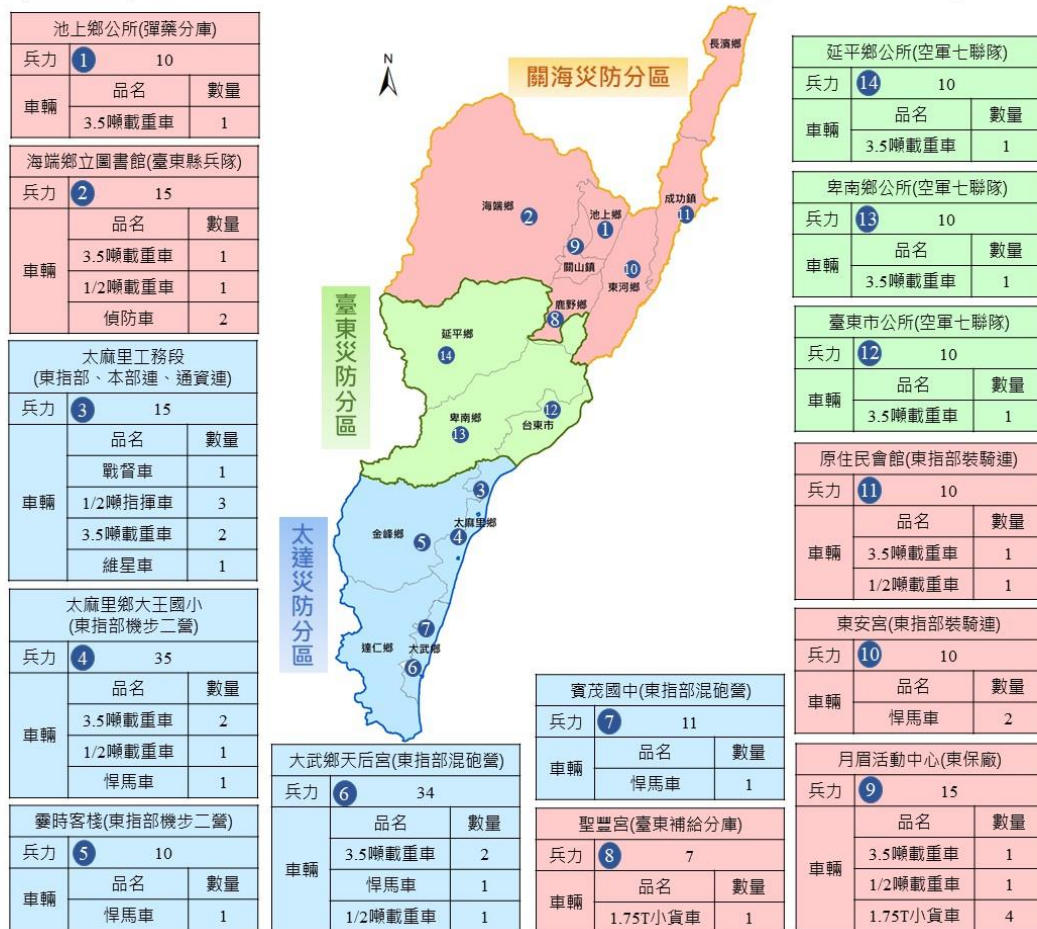 池上鄉公所(彈藥分庫)
兵力 1 10
車輛 品名 數量
3.5噸載重車 1
海端鄉立圖書館(臺東縣兵隊)
兵力 2 15
車輛 品名 數量
3.5噸載重車 1
1/2噸載重車 1
偵防車 2
太麻里工務段
(東指部、本部連、通資連)
兵力 3 15
車輛 品名 數量
戰督車 1
1/2噸指揮車 3
3.5噸載重車 2
維星車 1
太麻里鄉大王國小
(東指部機步二營)
兵力 4 35
車輛 品名 數量
3.5噸載重車 2
1/2噸載重車 1
悍馬車 1
霎時客棧(東指部機步二營)
兵力 5 10
車輛 品名 數量
悍馬車 1
N
關海災防分區
長濱鄉
成功鎮
11
海端鄉
2
池上鄉
1
9
關山鎮
10
東河鄉
鹿野鄉
8
臺東災防分區
延平鄉
14
卑南鄉
13
12
台東市
太達災防分區
3
太麻里鄉
4
金峰鄉
5
7
達仁鄉
大武鄉
6
大武鄉天后宮(東指部混砲營)
兵力 6 34
車輛 品名 數量
3.5噸載重車 2
悍馬車 1
1/2噸載重車 1
賓茂國中(東指部混砲營)
兵力 7 11
車輛 品名 數量
悍馬車 1
聖豐宮(臺東補給分庫)
兵力 8 7
車輛 品名 數量
1.75T小貨車 1
延平鄉公所(空軍七聯隊)
兵力 14 10
車輛 品名 數量
3.5噸載重車 1
卑南鄉公所(空軍七聯隊)
兵力 13 10
車輛 品名 數量
3.5噸載重車 1
臺東市公所(空軍七聯隊)
兵力 12 10
車輛 品名 數量
3.5噸載重車 1
原住民會館(東指部裝騎連)
兵力 11 10
車輛 品名 數量
3.5噸載重車 1
1/2噸載重車 1
東安宮(東指部裝騎連)
兵力 10 10
車輛 品名 數量
悍馬車 2
月眉活動中心(東保廠)
兵力 9 15
車輛 品名 數量
3.5噸載重車 1
1/2噸載重車 1
1.75T小貨車 4